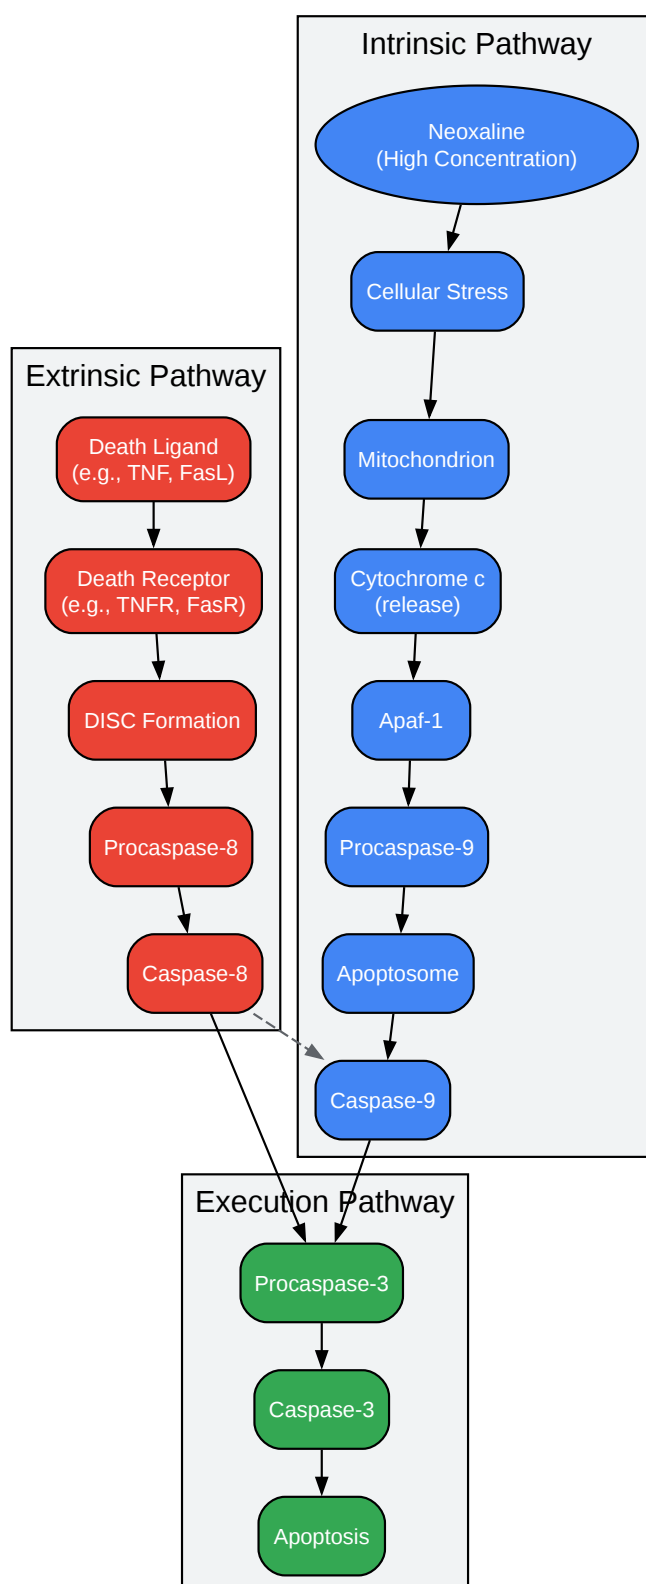 Intrinsic Pathway
Neoxaline
(High Concentration)
Cellular Stress
Mitochondrion
Cytochrome c
(release)
Apaf-1
Procaspase-9
Apoptosome
Caspase-9
Extrinsic Pathway
Death Ligand
(e.g., TNF, FasL)
Death Receptor
(e.g., TNFR, FasR)
DISC Formation
Procaspase-8
Caspase-8
Execution Pathway
Procaspase-3
Caspase-3
Apoptosis